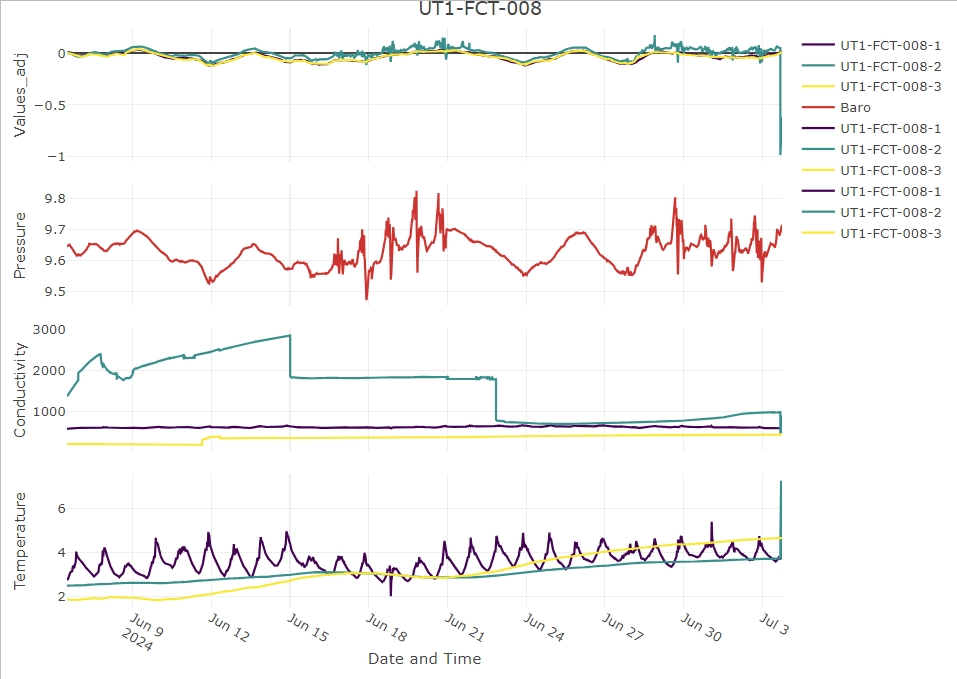 UT1-FCT-008
Values_adj
0
−0.5
−1
UT1-FCT-008-1
UT1-FCT-008-2
UT1-FCT-008-3
Baro
UT1-FCT-008-1
UT1-FCT-008-2
UT1-FCT-008-3
UT1-FCT-008-1
UT1-FCT-008-2
UT1-FCT-008-3
Pressure
9.8
9.7
9.6
9.5
Conductivity
3000
2000
1000
Temperature
6
4
2
Jun 9
2024
Jun 12
Jun 15
Jun 18
Jun 21
Jun 24
Jun 27
Jun 30
Jul 3
Date and Time